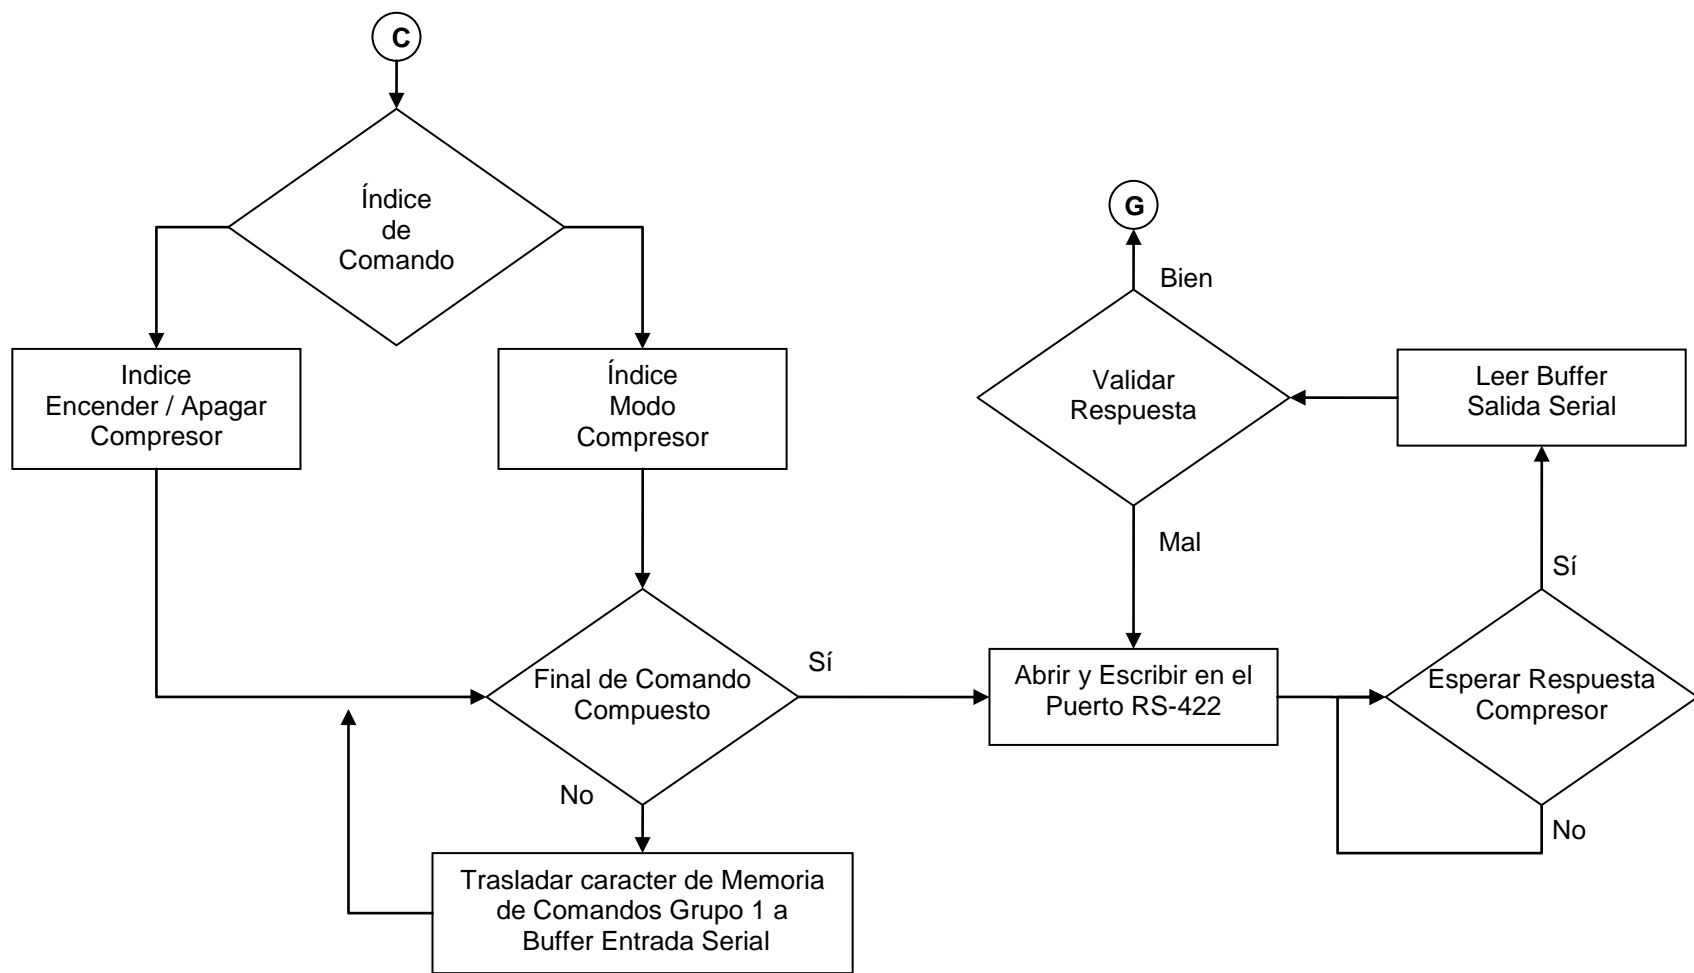 C
Índice
de
Comando
Indice
Encender / Apagar
Compresor
Índice
Modo
Compresor
Final de Comando
Compuesto
Sí
No
Trasladar caracter de Memoria
de Comandos Grupo 1 a
Buffer Entrada Serial
Abrir y Escribir en el
Puerto RS-422
Esperar Respuesta
Compresor
No
Sí
Leer Buffer
Salida Serial
Validar
Respuesta
Mal
Bien
G